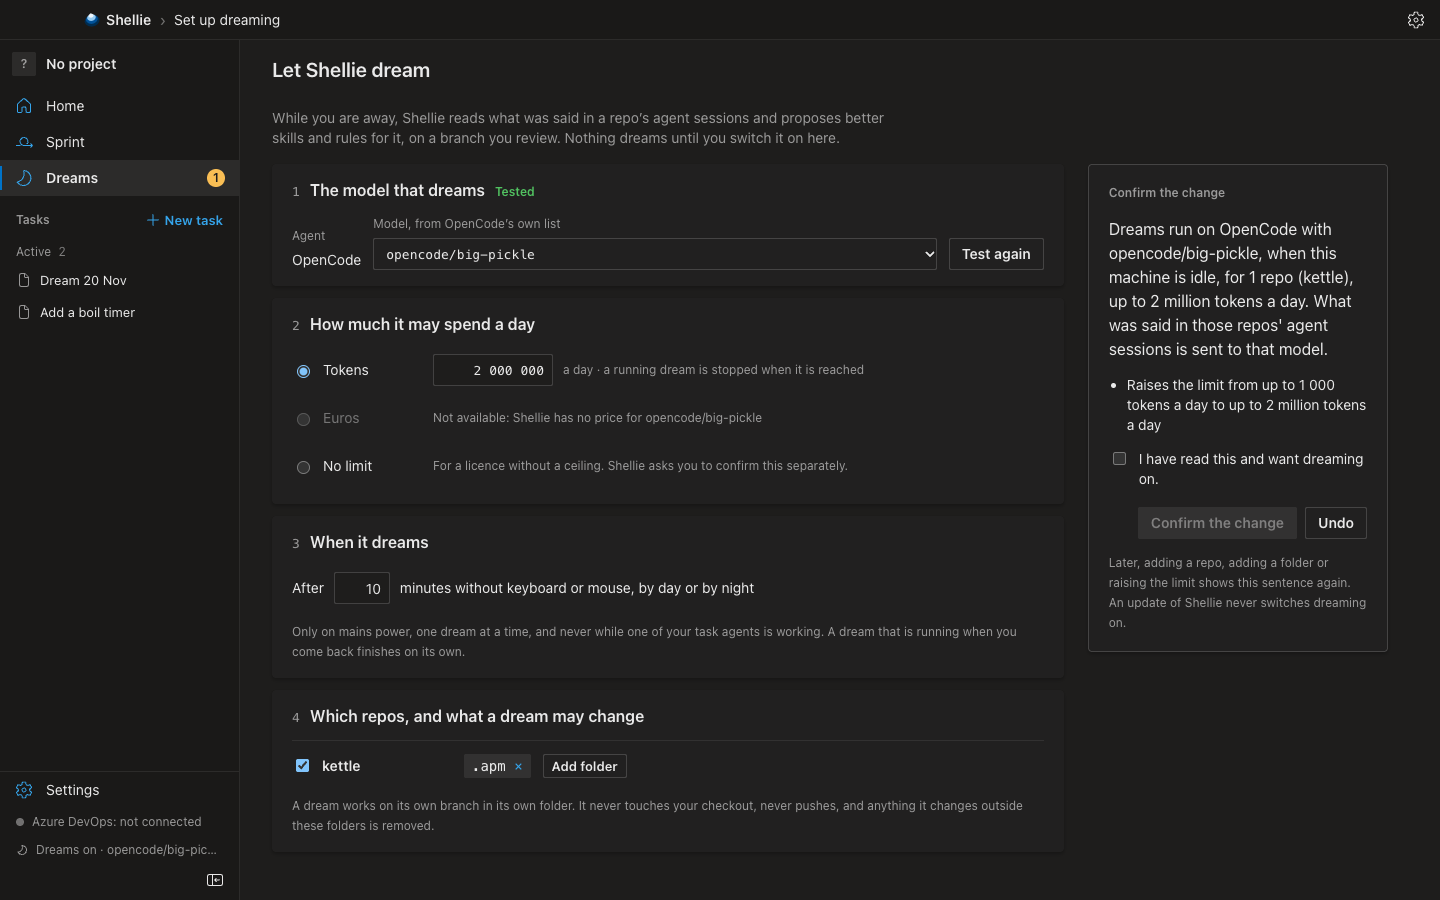 Shellie › Set up dreaming
? No project
Home
Sprint
Dreams 1
Tasks + New task
Active 2
Dream 20 Nov
Add a boil timer
Settings
Azure DevOps: not connected
Dreams on · opencode/big-pic...
Let Shellie dream
While you are away, Shellie reads what was said in a repo's agent sessions and proposes better
skills and rules for it, on a branch you review. Nothing dreams until you switch it on here.
1 The model that dreams Tested
Agent
OpenCode
Model, from OpenCode's own list
opencode/big-pickle
Test again
2 How much it may spend a day
Tokens 2 000 000 a day · a running dream is stopped when it is reached
Euros Not available: Shellie has no price for opencode/big-pickle
No limit For a licence without a ceiling. Shellie asks you to confirm this separately.
3 When it dreams
After 10 minutes without keyboard or mouse, by day or by night
Only on mains power, one dream at a time, and never while one of your task agents is working. A dream that is running when you
come back finishes on its own.
4 Which repos, and what a dream may change
kettle .apm × Add folder
A dream works on its own branch in its own folder. It never touches your checkout, never pushes, and anything it changes outside
these folders is removed.
Confirm the change
Dreams run on OpenCode with
opencode/big-pickle, when this
machine is idle, for 1 repo (kettle),
up to 2 million tokens a day. What
was said in those repos' agent
sessions is sent to that model.
• Raises the limit from up to 1 000
tokens a day to up to 2 million tokens
a day
I have read this and want dreaming
on.
Confirm the change Undo
Later, adding a repo, adding a folder or
raising the limit shows this sentence again.
An update of Shellie never switches dreaming
on.